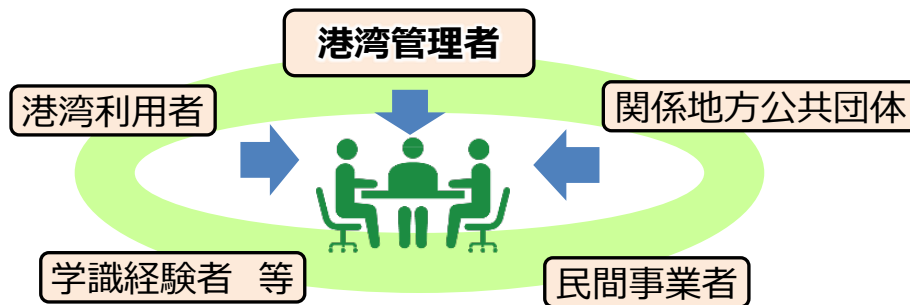 港湾管理者
港湾利用者
関係地方公共団体
学識経験者　等
民間事業者